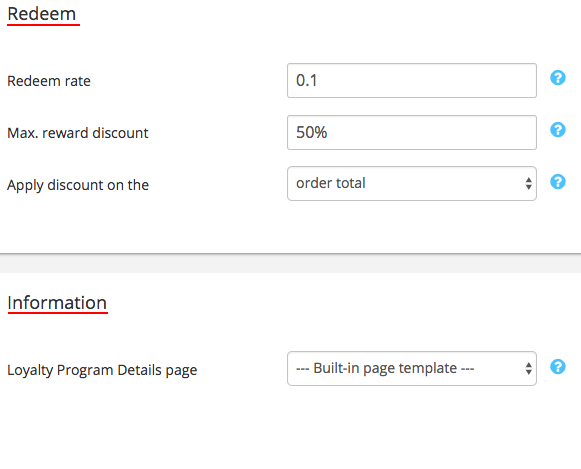 Redeem
Redeem rate 0.1 ?
Max. reward discount 50% ?
Apply discount on the order total ?
Information
Loyalty Program Details page --- Built-in page template --- ?